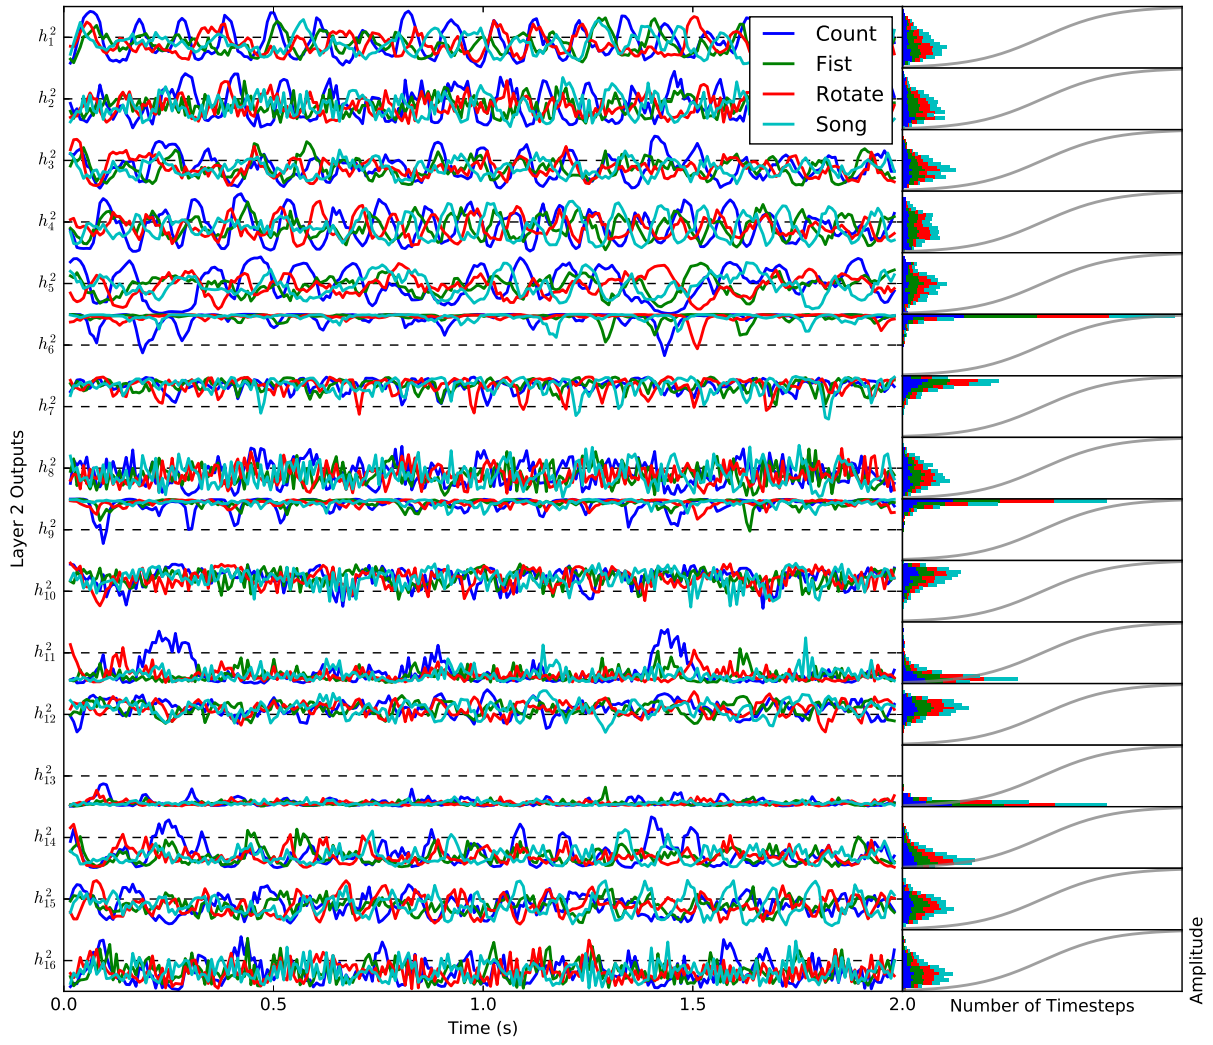 Count
Fist
Rotate
Song
h₁²
h₂²
h₃²
h₄²
h₅²
h₆²
h₇²
h₈²
h₉²
h₁₀²
h₁₁²
h₁₂²
h₁₃²
h₁₄²
h₁₅²
h₁₆²
Layer 2 Outputs
0.0
0.5
1.0
1.5
2.0
Time (s)
Number of Timesteps
Amplitude